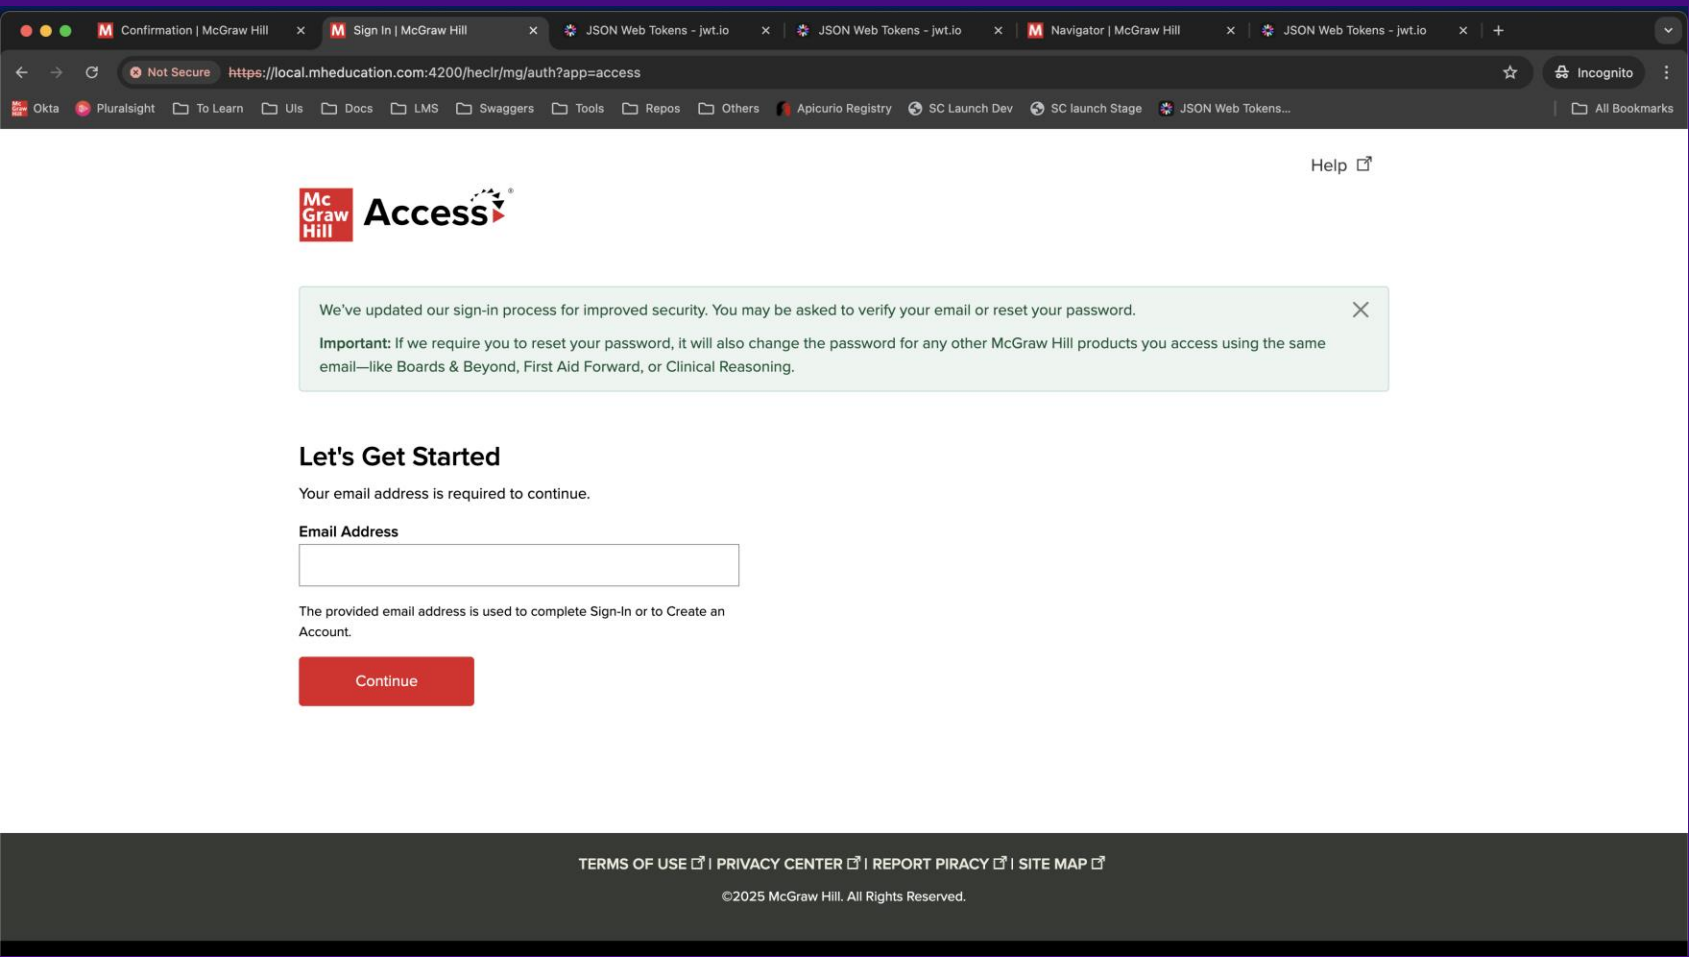 Confirmation | McGraw Hill
Sign In | McGraw Hill
JSON Web Tokens - jwt.io
JSON Web Tokens - jwt.io
Navigator | McGraw Hill
JSON Web Tokens - jwt.io
Not Secure https://local.mheducation.com:4200/heclr/mg/auth?app=access
Incognito
Okta
Pluralsight
To Learn
UIs
Docs
LMS
Swaggers
Tools
Repos
Others
Apicurio Registry
SC Launch Dev
SC launch Stage
JSON Web Tokens...
All Bookmarks
Help
Mc
Graw
Hill
Access®
We've updated our sign-in process for improved security. You may be asked to verify your email or reset your password.
Important: If we require you to reset your password, it will also change the password for any other McGraw Hill products you access using the same
email—like Boards & Beyond, First Aid Forward, or Clinical Reasoning.
Let's Get Started
Your email address is required to continue.
Email Address
The provided email address is used to complete Sign-In or to Create an
Account.
Continue
TERMS OF USE | PRIVACY CENTER | REPORT PIRACY | SITE MAP
©2025 McGraw Hill. All Rights Reserved.